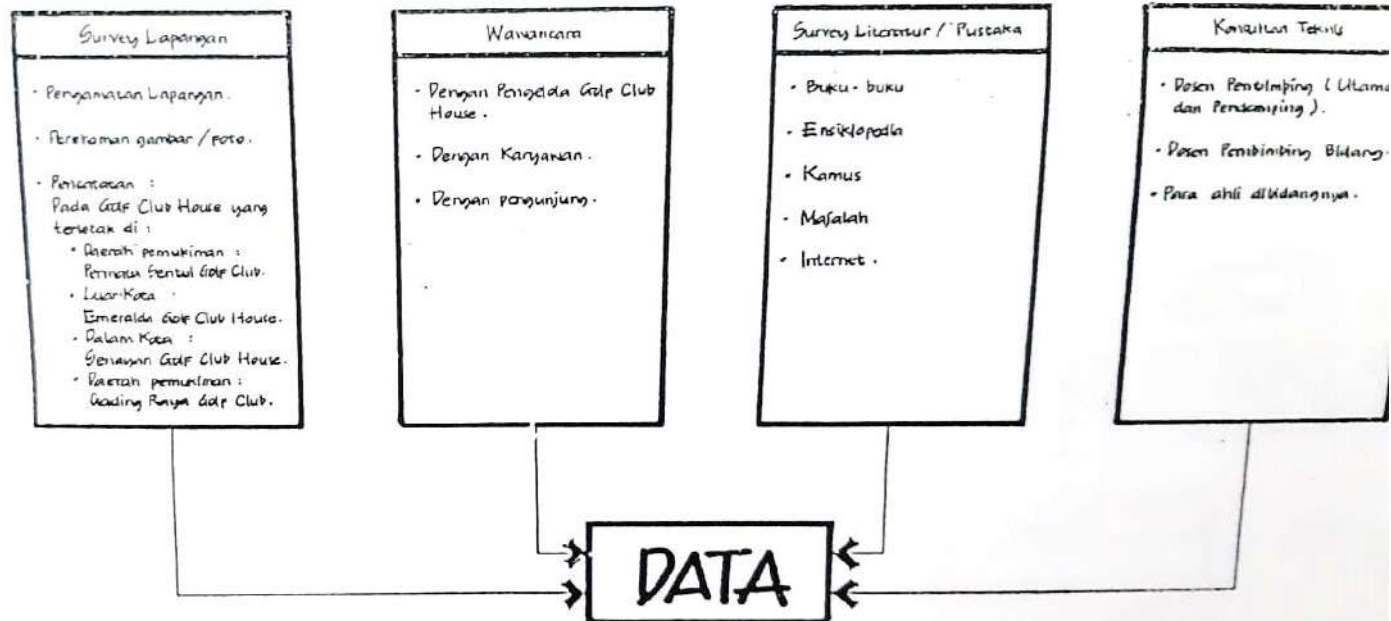 Survey Lapangan
• Pengamatan Lapangan.
• Perekaman gambar / Foto.
• Pencatatan :
Pada Golf Club House yang
terletak di :
• Daerah pemukiman :
Permata Sentul Golf Club.
• Luar Kota :
Emeralda Golf Club House.
• Dalam Kota :
Senayan Golf Club House.
• Daerah pemukiman :
Gading Raya Golf Club.
Wawancara
• Dengan Pengelola Golf Club
House.
• Dengan Karyawan.
• Dengan pengunjung.
Survey Literatur / Pustaka
• Buku - buku
• Ensiklopedia
• Kamus
• Majalah
• Internet.
Teknis
• Dosen Pembimbing ( Utama
dan Pendamping ).
• Dosen Pembimbing Bidang.
• Para ahli dibidangnya.
DATA